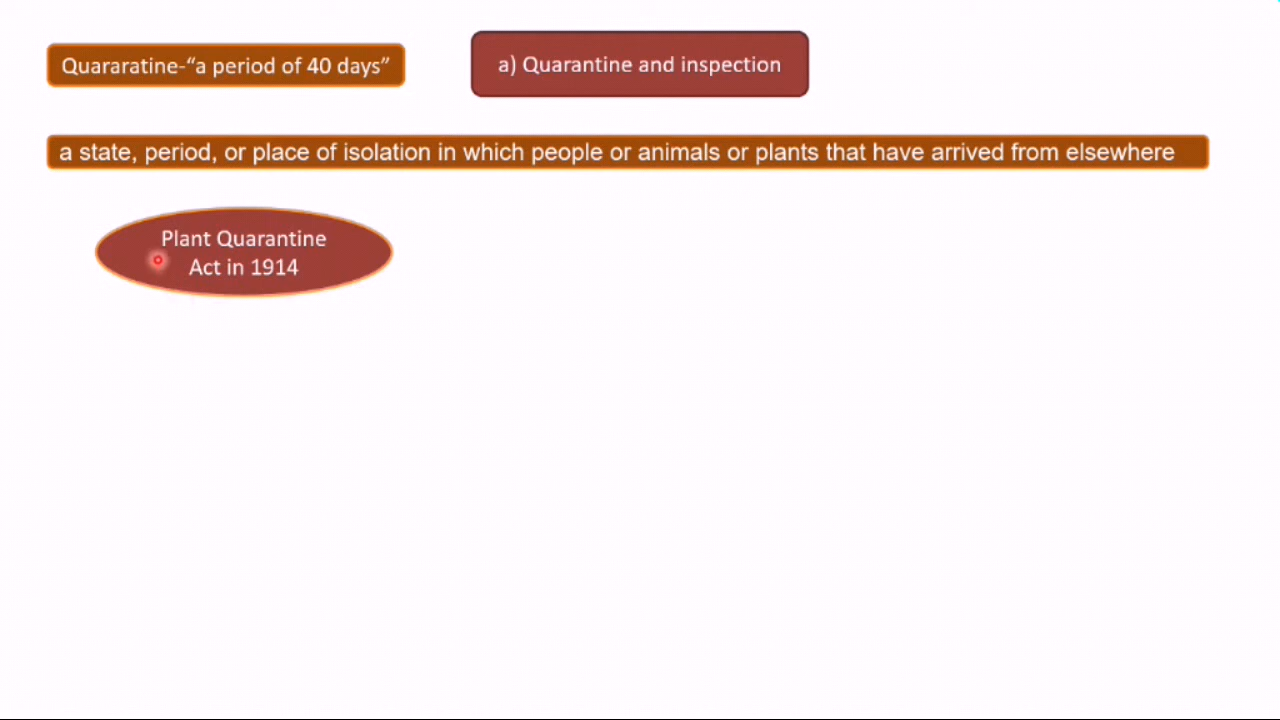 Quararatine-“a period of 40 days”
a) Quarantine and inspection
a state, period, or place of isolation in which people or animals or plants that have arrived from elsewhere
Plant Quarantine
Act in 1914